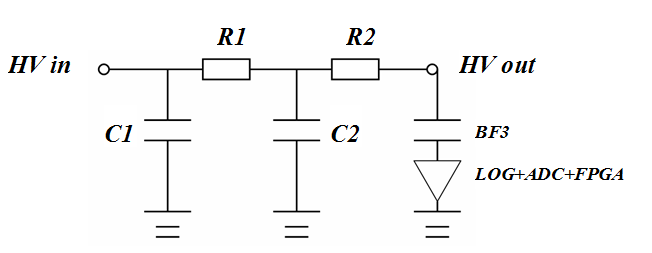 R1
R2
HV in
HV out
C1
C2
BF3
LOG+ADC+FPGA